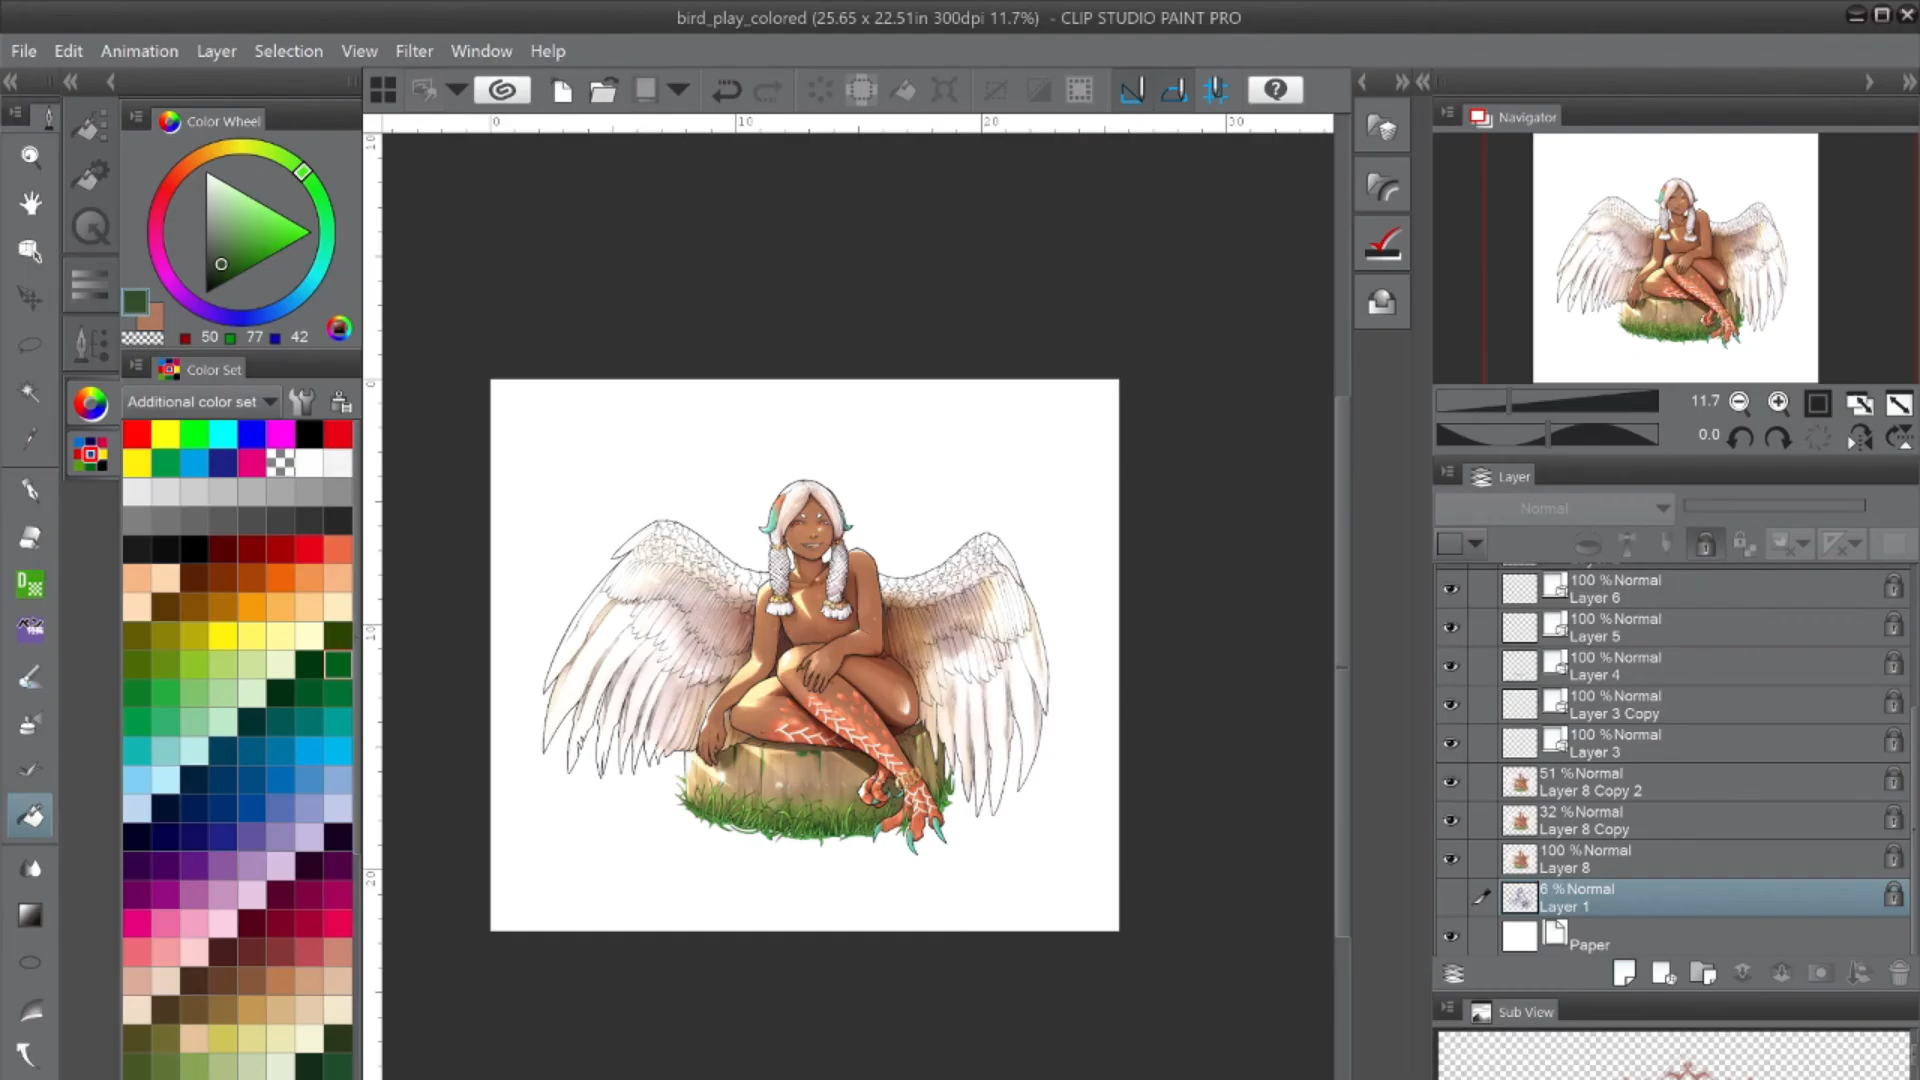 bird_play_colored (25.65 x 22.51in 300dpi 11.7%) - CLIP STUDIO PAINT PRO
File Edit Animation Layer Selection View Filter Window Help
0 10 20 30
10
0
10
20
Color Wheel
50 77 42
Color Set
Additional color set
Navigator
11.7
0.0
Layer
Normal
100 %Normal
Layer 6
100 %Normal
Layer 5
100 %Normal
Layer 4
100 %Normal
Layer 3 Copy
100 %Normal
Layer 3
51 %Normal
Layer 8 Copy 2
32 %Normal
Layer 8 Copy
100 %Normal
Layer 8
6 %Normal
Layer 1
Paper
Sub View